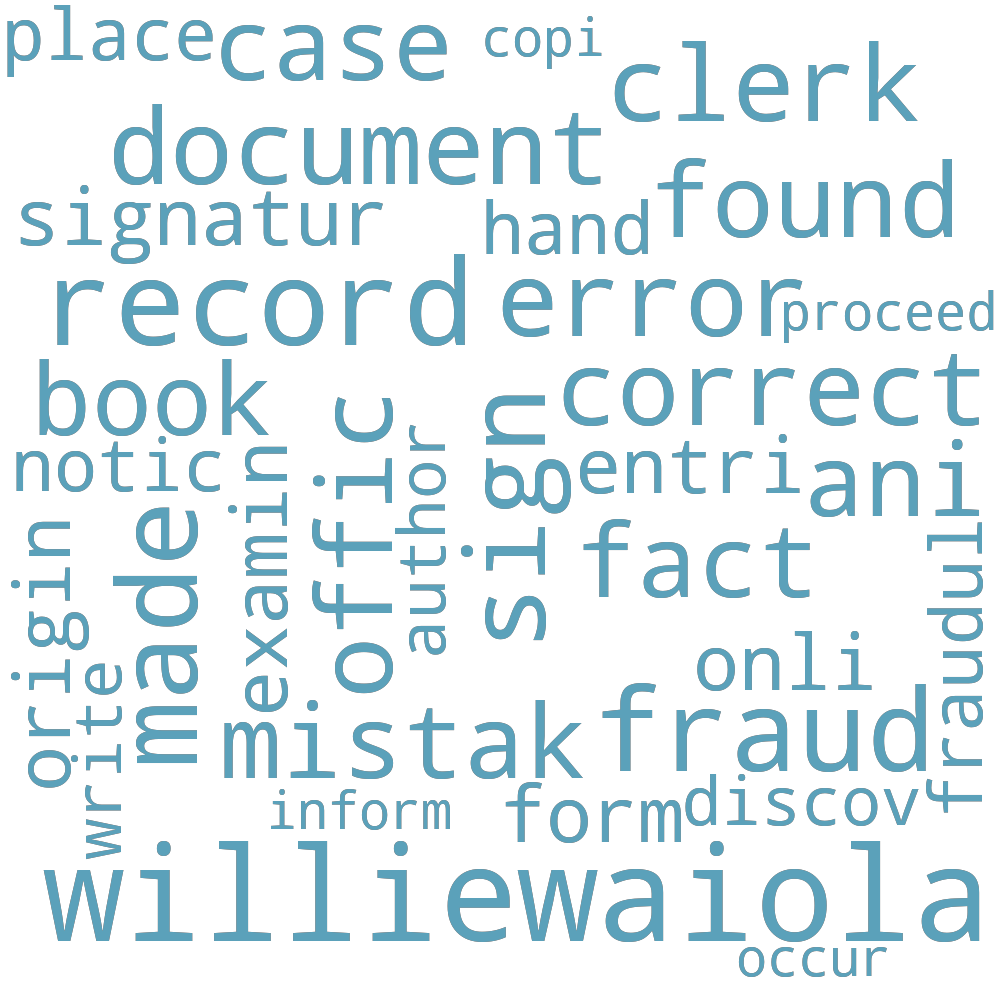 place case copi clerk
document found
signatur hand
record error proceed
book correct
notic examin offic author sign entri ani
origin made fact fraudul
write onli
mistak fraud
inform form discov
williewaiola
occur